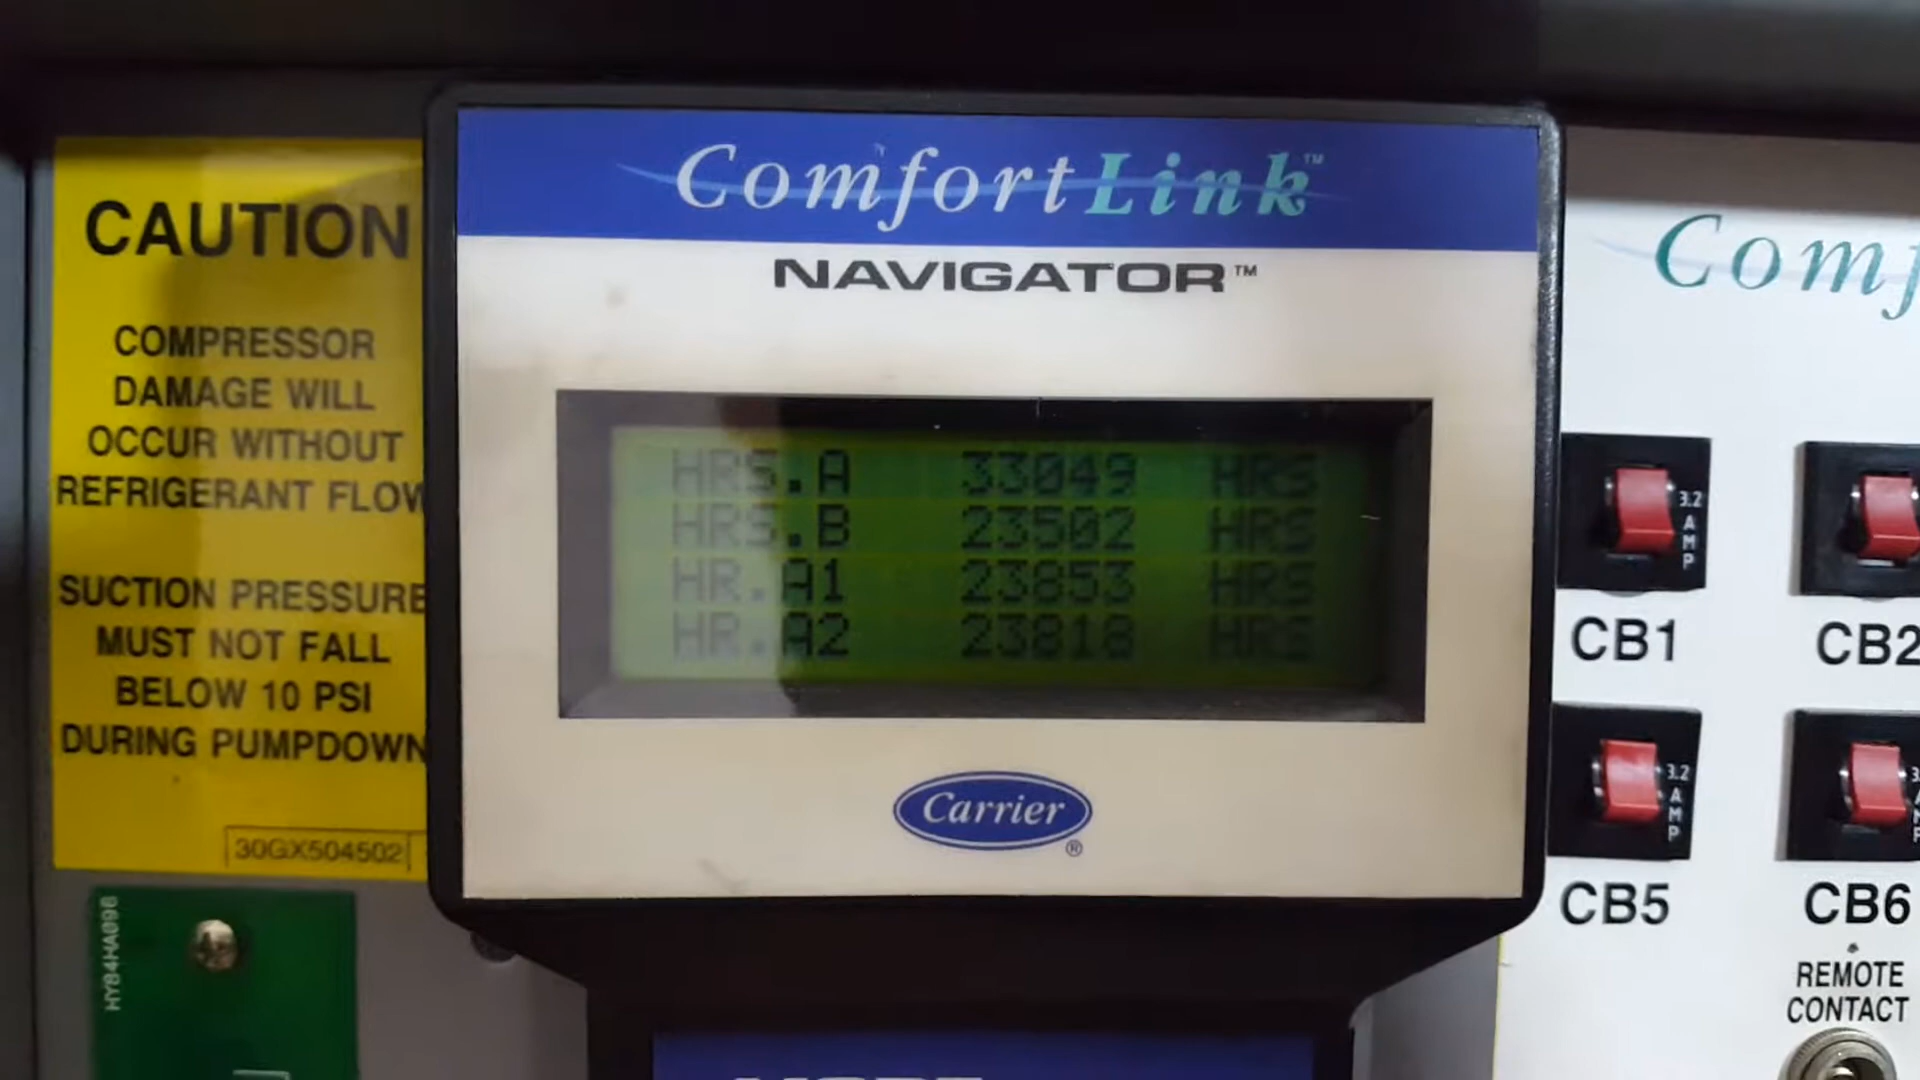 CAUTION
COMPRESSOR
DAMAGE WILL
OCCUR WITHOUT
REFRIGERANT FLOW
SUCTION PRESSURE
MUST NOT FALL
BELOW 10 PSI
DURING PUMPDOWN
30GX504502
HY84HA096
ComfortLink™
NAVIGATOR™
HRS.A 33049 HRS
HRS.B 23502 HRS
HR.A1 23853 HRS
HR.A2 23818 HRS
Carrier®
Comf
3.2 AMP
CB1
CB2
3.2 AMP
CB5
CB6
REMOTE
CONTACT